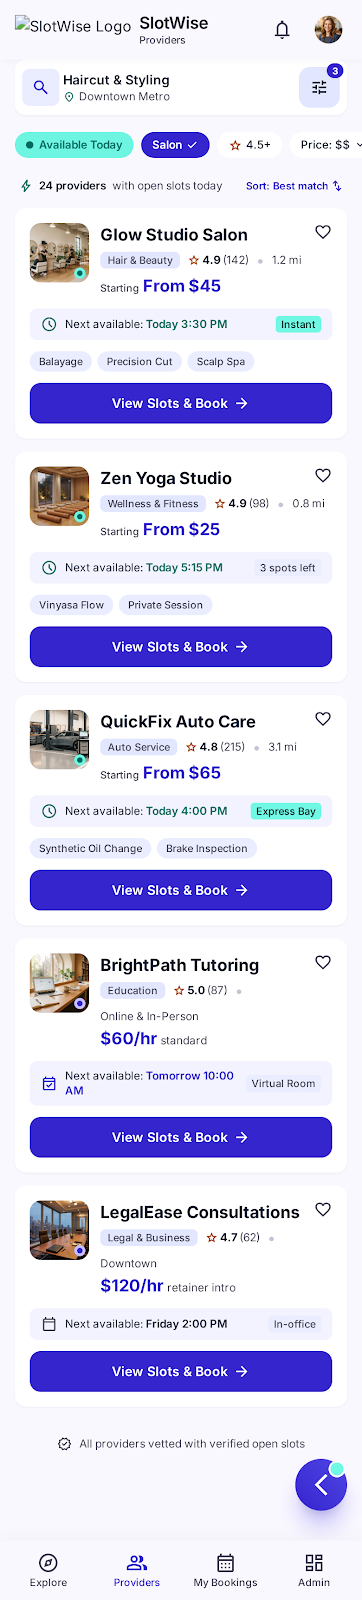 SlotWise Logo
SlotWise
Providers
Haircut & Styling
Downtown Metro
3
Available Today
Salon
4.5+
Price: $$
24 providers with open slots today
Sort: Best match
Glow Studio Salon
Hair & Beauty
4.9 (142)
1.2 mi
Starting From $45
Next available: Today 3:30 PM
Instant
Balayage
Precision Cut
Scalp Spa
View Slots & Book
Zen Yoga Studio
Wellness & Fitness
4.9 (98)
0.8 mi
Starting From $25
Next available: Today 5:15 PM
3 spots left
Vinyasa Flow
Private Session
View Slots & Book
QuickFix Auto Care
Auto Service
4.8 (215)
3.1 mi
Starting From $65
Next available: Today 4:00 PM
Express Bay
Synthetic Oil Change
Brake Inspection
View Slots & Book
BrightPath Tutoring
Education
5.0 (87)
Online & In-Person
$60/hr standard
Next available: Tomorrow 10:00
AM
Virtual Room
View Slots & Book
LegalEase Consultations
Legal & Business
4.7 (62)
Downtown
$120/hr retainer intro
Next available: Friday 2:00 PM
In-office
View Slots & Book
All providers vetted with verified open slots
Explore
Providers
My Bookings
Admin